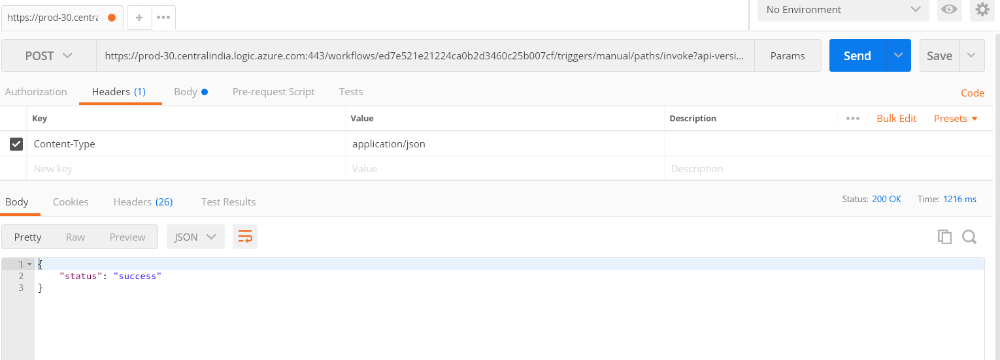 https://prod-30.centra
No Environment
POST https://prod-30.centralindia.logic.azure.com:443/workflows/ed7e521e21224ca0b2d3460c25b007cf/triggers/manual/paths/invoke?api-versi... Params Send Save
Authorization Headers (1) Body Pre-request Script Tests Code
Key Value Description Bulk Edit Presets
Content-Type application/json
New key Value Description
Body Cookies Headers (26) Test Results Status: 200 OK Time: 1216 ms
Pretty Raw Preview JSON
1 {
2 "status": "success"
3 }